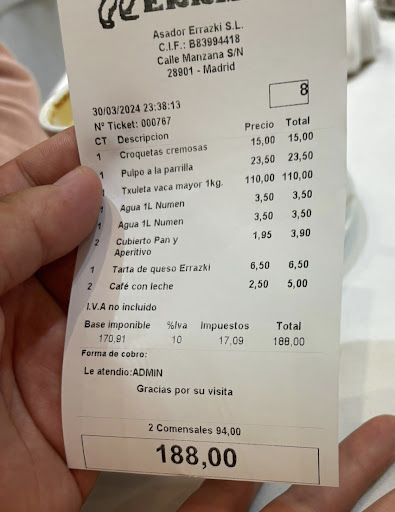 Asador Errazki S.L.
C.I.F.: B83994418
Calle Manzana S/N
28901 - Madrid
8
30/03/2024 23:38:13
Nº Ticket: 000767
CT Descripcion Precio Total
1 Croquetas cremosas 15,00 15,00
1 Pulpo a la parrilla 23,50 23,50
1 Txuleta vaca mayor 1kg. 110,00 110,00
1 Agua 1L Numen 3,50 3,50
1 Agua 1L Numen 3,50 3,50
2 Cubierto Pan y 1,95 3,90
Aperitivo
1 Tarta de queso Errazki 6,50 6,50
2 Café con leche 2,50 5,00
I.V.A no incluido
Base imponible %Iva Impuestos Total
170,91 10 17,09 188,00
Forma de cobro:
Le atendio:ADMIN
Gracias por su visita
2 Comensales 94,00
188,00